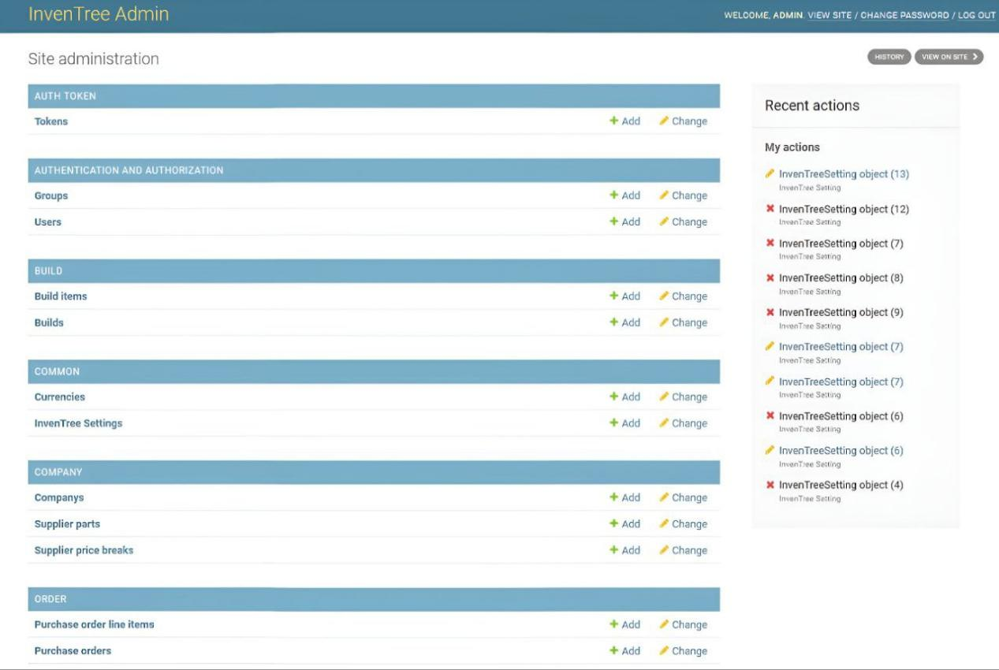 InvenTree Admin
WELCOME, ADMIN. VIEW SITE / CHANGE PASSWORD / LOG OUT
Site administration
HISTORY
VIEW ON SITE
AUTH TOKEN
Tokens Add Change
AUTHENTICATION AND AUTHORIZATION
Groups Add Change
Users Add Change
BUILD
Build items Add Change
Builds Add Change
COMMON
Currencies Add Change
InvenTree Settings Add Change
COMPANY
Companys Add Change
Supplier parts Add Change
Supplier price breaks Add Change
ORDER
Purchase order line items Add Change
Purchase orders Add Change
Recent actions
My actions
InvenTreeSetting object (13)
InvenTree Setting
InvenTreeSetting object (12)
InvenTree Setting
InvenTreeSetting object (7)
InvenTree Setting
InvenTreeSetting object (8)
InvenTree Setting
InvenTreeSetting object (9)
InvenTree Setting
InvenTreeSetting object (7)
InvenTree Setting
InvenTreeSetting object (7)
InvenTree Setting
InvenTreeSetting object (6)
InvenTree Setting
InvenTreeSetting object (6)
InvenTree Setting
InvenTreeSetting object (4)
InvenTree Setting